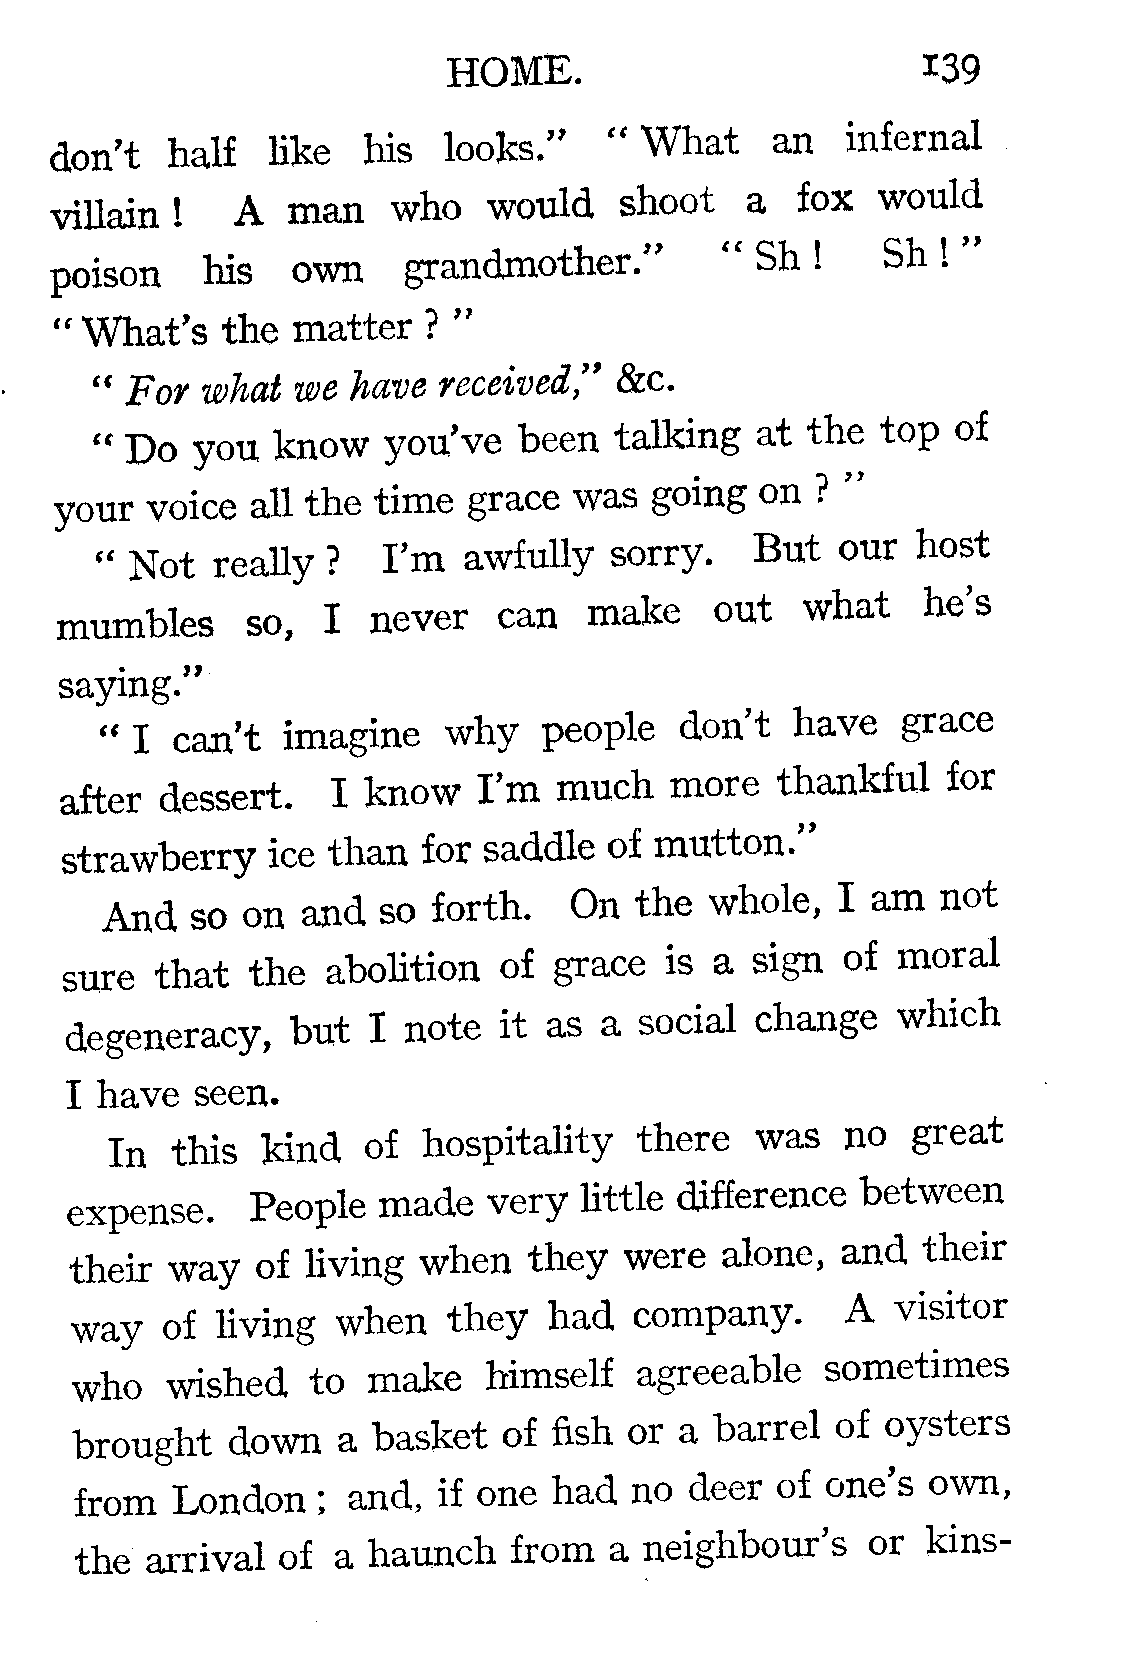 HOME. 139
don't half like his looks." "What an infernal
villain! A man who would shoot a fox would
poison his own grandmother." "Sh! Sh!"
"What's the matter?"
"For what we have received," &c.
"Do you know you've been talking at the top of
your voice all the time grace was going on?"
"Not really? I'm awfully sorry. But our host
mumbles so, I never can make out what he's
saying."
"I can't imagine why people don't have grace
after dessert. I know I'm much more thankful for
strawberry ice than for saddle of mutton."
And so on and so forth. On the whole, I am not
sure that the abolition of grace is a sign of moral
degeneracy, but I note it as a social change which
I have seen.
In this kind of hospitality there was no great
expense. People made very little difference between
their way of living when they were alone, and their
way of living when they had company. A visitor
who wished to make himself agreeable sometimes
brought down a basket of fish or a barrel of oysters
from London; and, if one had no deer of one's own,
the arrival of a haunch from a neighbour's or kins-